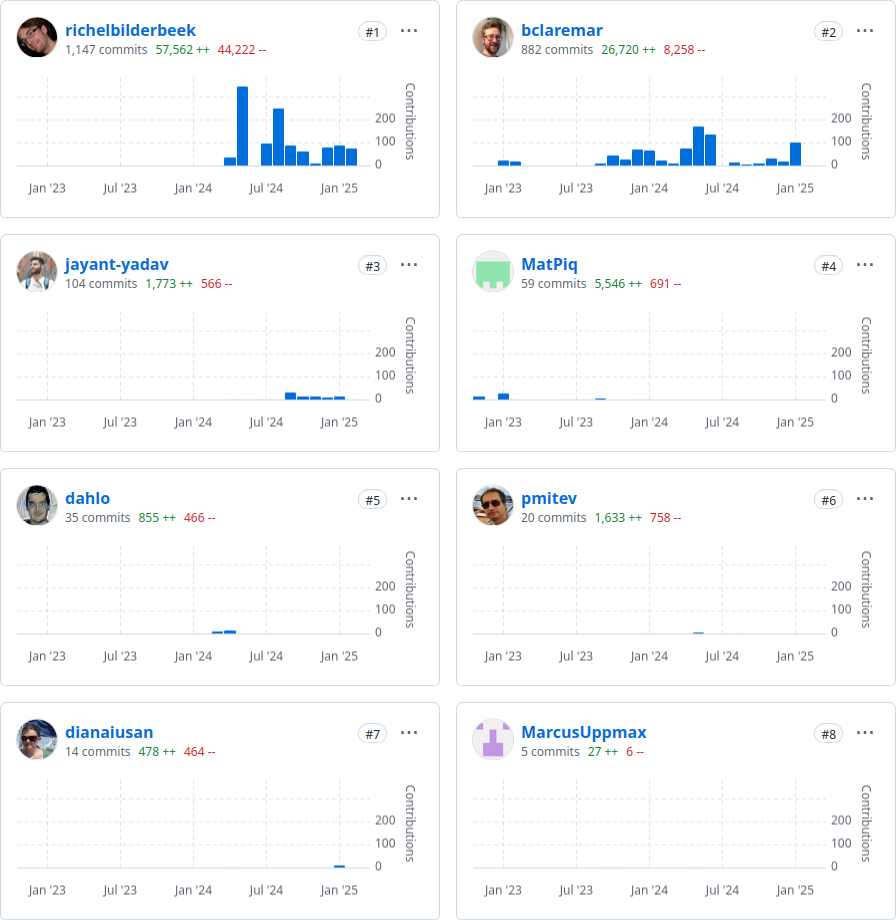 richelbilderbeek #1 ···
1,147 commits 57,562 ++ 44,222 --
Contributions
200
100
0
Jan '23 Jul '23 Jan '24 Jul '24 Jan '25
bclaremar #2 ···
882 commits 26,720 ++ 8,258 --
Contributions
200
100
0
Jan '23 Jul '23 Jan '24 Jul '24 Jan '25
jayant-yadav #3 ···
104 commits 1,773 ++ 566 --
Contributions
200
100
0
Jan '23 Jul '23 Jan '24 Jul '24 Jan '25
MatPiq #4 ···
59 commits 5,546 ++ 691 --
Contributions
200
100
0
Jan '23 Jul '23 Jan '24 Jul '24 Jan '25
dahlo #5 ···
35 commits 855 ++ 466 --
Contributions
200
100
0
Jan '23 Jul '23 Jan '24 Jul '24 Jan '25
pmitev #6 ···
20 commits 1,633 ++ 758 --
Contributions
200
100
0
Jan '23 Jul '23 Jan '24 Jul '24 Jan '25
dianaiusan #7 ···
14 commits 478 ++ 464 --
Contributions
200
100
0
Jan '23 Jul '23 Jan '24 Jul '24 Jan '25
MarcusUppmax #8 ···
5 commits 27 ++ 6 --
Contributions
200
100
0
Jan '23 Jul '23 Jan '24 Jul '24 Jan '25